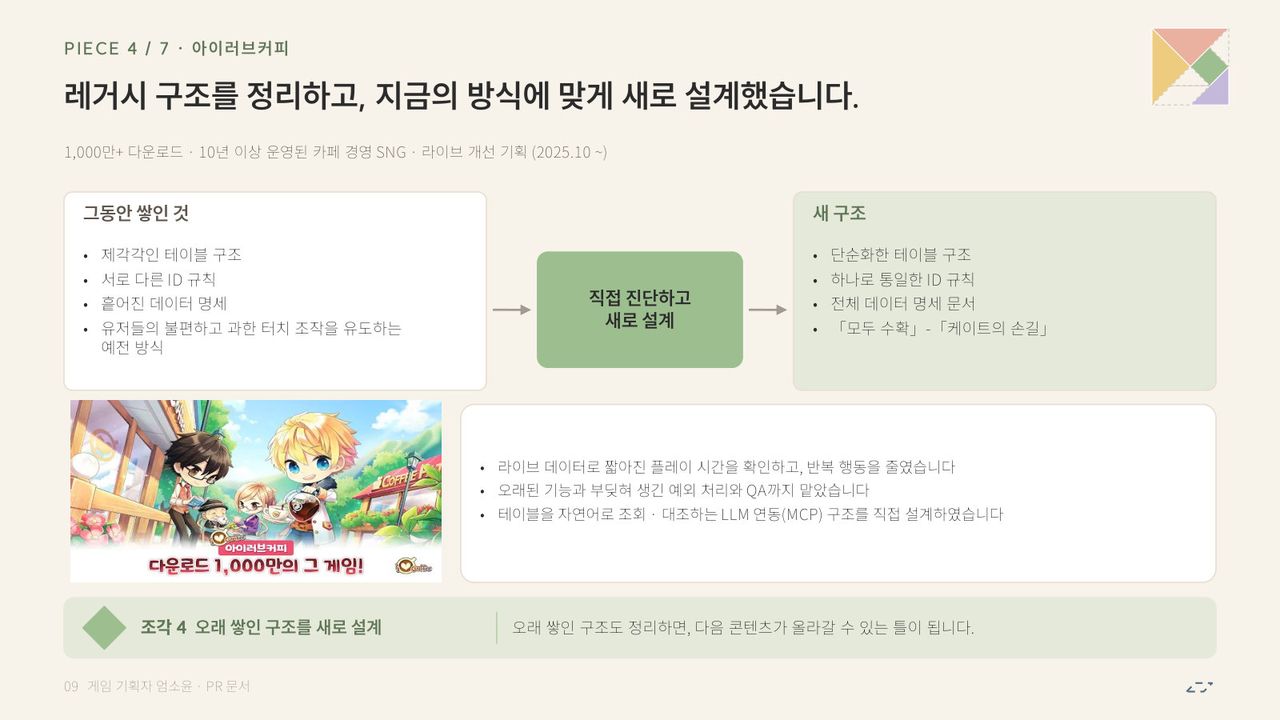 PIECE 4 / 7 · 아이러브커피
레거시 구조를 정리하고, 지금의 방식에 맞게 새로 설계했습니다.
1,000만+ 다운로드 · 10년 이상 운영된 카페 경영 SNG · 라이브 개선 기획 (2025.10 ~)
그동안 쌓인 것
• 제각각인 테이블 구조
• 서로 다른 ID 규칙
• 흩어진 데이터 명세
• 유저들의 불편하고 과한 터치 조작을 유도하는
예전 방식
직접 진단하고
새로 설계
새 구조
• 단순화한 테이블 구조
• 하나로 통일한 ID 규칙
• 전체 데이터 명세 문서
• 「모두 수확」-「케이트의 손길」
COFFEE
아이러브커피
다운로드 1,000만의 그 게임!
• 라이브 데이터로 짧아진 플레이 시간을 확인하고, 반복 행동을 줄였습니다
• 오래된 기능과 부딪혀 생긴 예외 처리와 QA까지 맡았습니다
• 테이블을 자연어로 조회 · 대조하는 LLM 연동(MCP) 구조를 직접 설계하였습니다
조각 4 오래 쌓인 구조를 새로 설계
오래 쌓인 구조도 정리하면, 다음 콘텐츠가 올라갈 수 있는 틀이 됩니다.
09 게임 기획자 엄소윤 · PR 문서